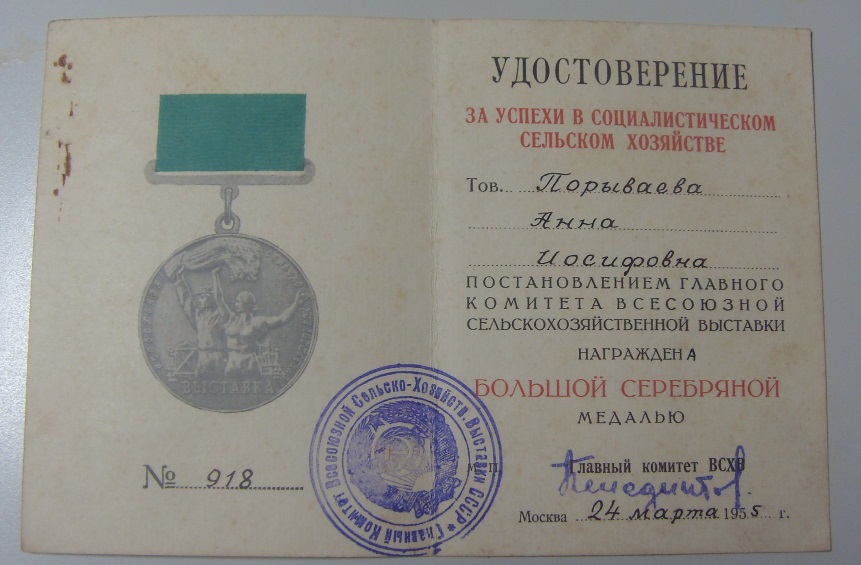 ВЫСТАВКА
№ 918
Главный Комитет Всесоюзной Сельско-Хозяйств. Выставки СССР *
УДОСТОВЕРЕНИЕ
ЗА УСПЕХИ В СОЦИАЛИСТИЧЕСКОМ
СЕЛЬСКОМ ХОЗЯЙСТВЕ
Тов. Порываева
Анна
Иосифовна
ПОСТАНОВЛЕНИЕМ ГЛАВНОГО
КОМИТЕТА ВСЕСОЮЗНОЙ
СЕЛЬСКОХОЗЯЙСТВЕННОЙ ВЫСТАВКИ
НАГРАЖДЕНА
БОЛЬШОЙ СЕРЕБРЯНОЙ
МЕДАЛЬЮ
М. П. Главный комитет ВСХВ
Москва 24 марта 1955 г.